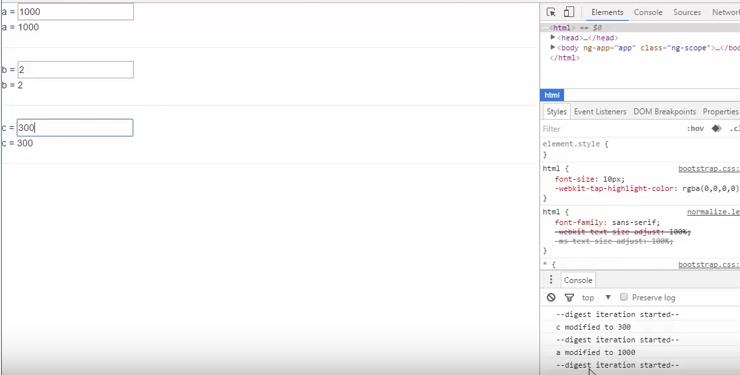 a = 1000
a = 1000
b = 2
b = 2
c = 300
c = 300
Elements Console Sources Network
<html> == $0
<head>…</head>
<body ng-app="app" class="ng-scope">…</bo
</html>
html
Styles Event Listeners DOM Breakpoints Properties
Filter :hov .cl
element.style {
}
html { bootstrap.css:
font-size: 10px;
-webkit-tap-highlight-color: rgba(0,0,0,0)
}
html { normalize.le
font-family: sans-serif;
-webkit-text-size-adjust: 100%;
-ms-text-size-adjust: 100%;
}
* { bootstrap.css:
Console
top Preserve log
--digest iteration started--
c modified to 300
--digest iteration started--
a modified to 1000
--digest iteration started--